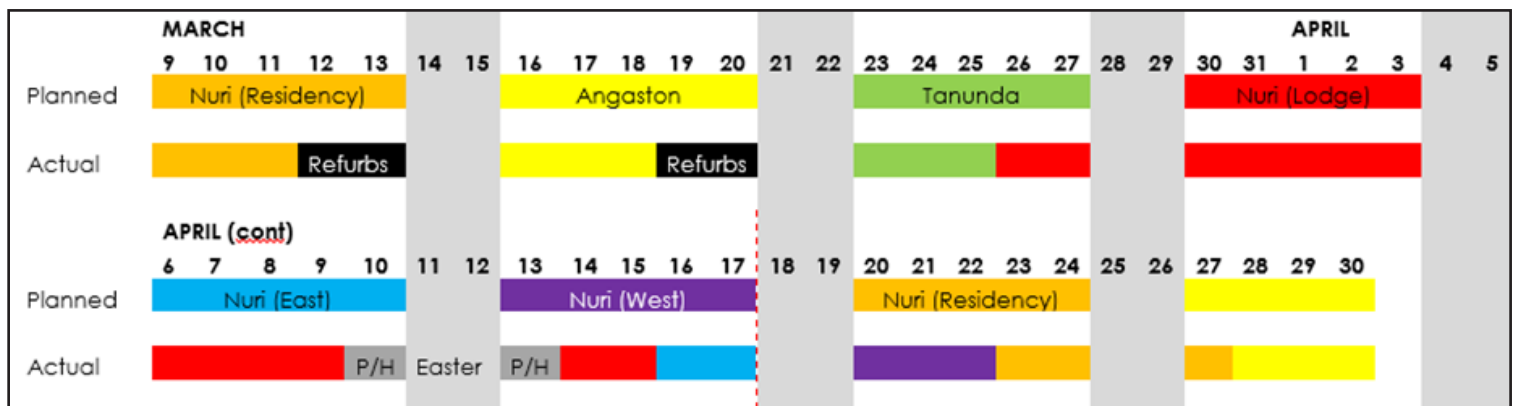 MARCH APRIL
9 10 11 12 13 14 15 16 17 18 19 20 21 22 23 24 25 26 27 28 29 30 31 1 2 3 4 5
Planned Nuri (Residency) Angaston Tanunda Nuri (Lodge)
Actual Refurbs Refurbs
APRIL (cont)
6 7 8 9 10 11 12 13 14 15 16 17 18 19 20 21 22 23 24 25 26 27 28 29 30
Planned Nuri (East) Nuri (West) Nuri (Residency)
Actual P/H Easter P/H